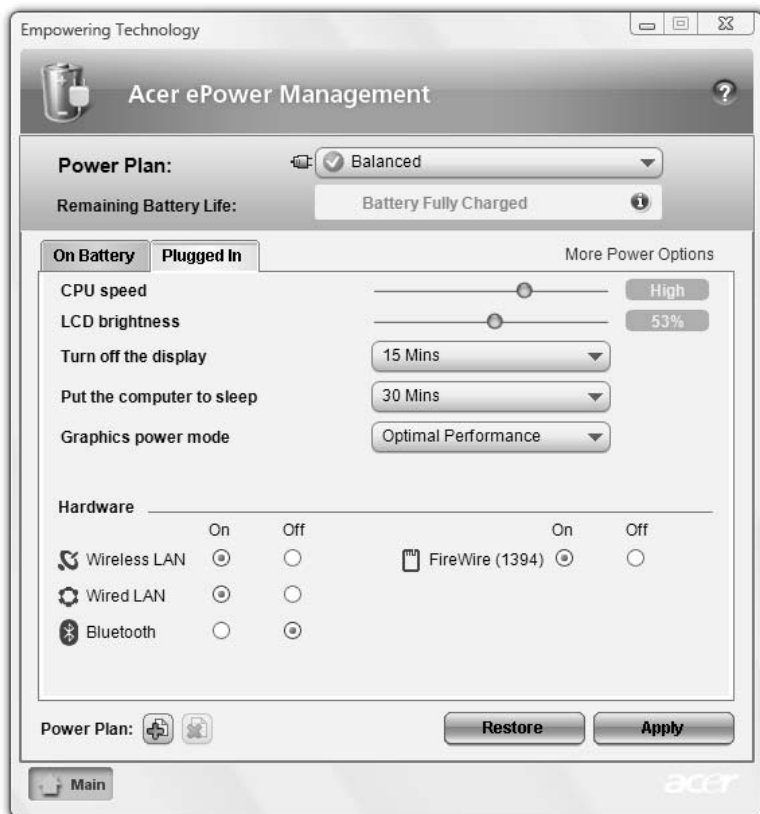 Empowering Technology
Acer ePower Management
?
Power Plan: Balanced
Remaining Battery Life: Battery Fully Charged
On Battery Plugged In More Power Options
CPU speed High
LCD brightness 53%
Turn off the display 15 Mins
Put the computer to sleep 30 Mins
Graphics power mode Optimal Performance
Hardware
On Off On Off
Wireless LAN FireWire (1394)
Wired LAN
Bluetooth
Power Plan: Restore Apply
Main acer